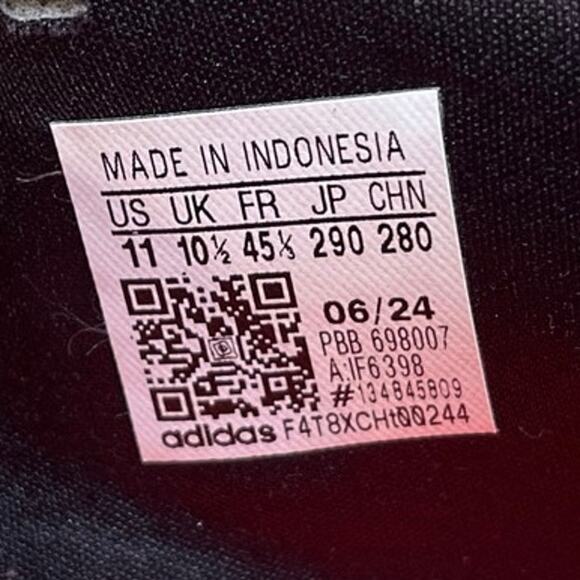 MADE IN INDONESIA
US UK FR JP CHN
11 10½ 45⅓ 290 280
06/24
PBB 698007
A:IF6398
#134845809
adidas F4T8XCHt00244